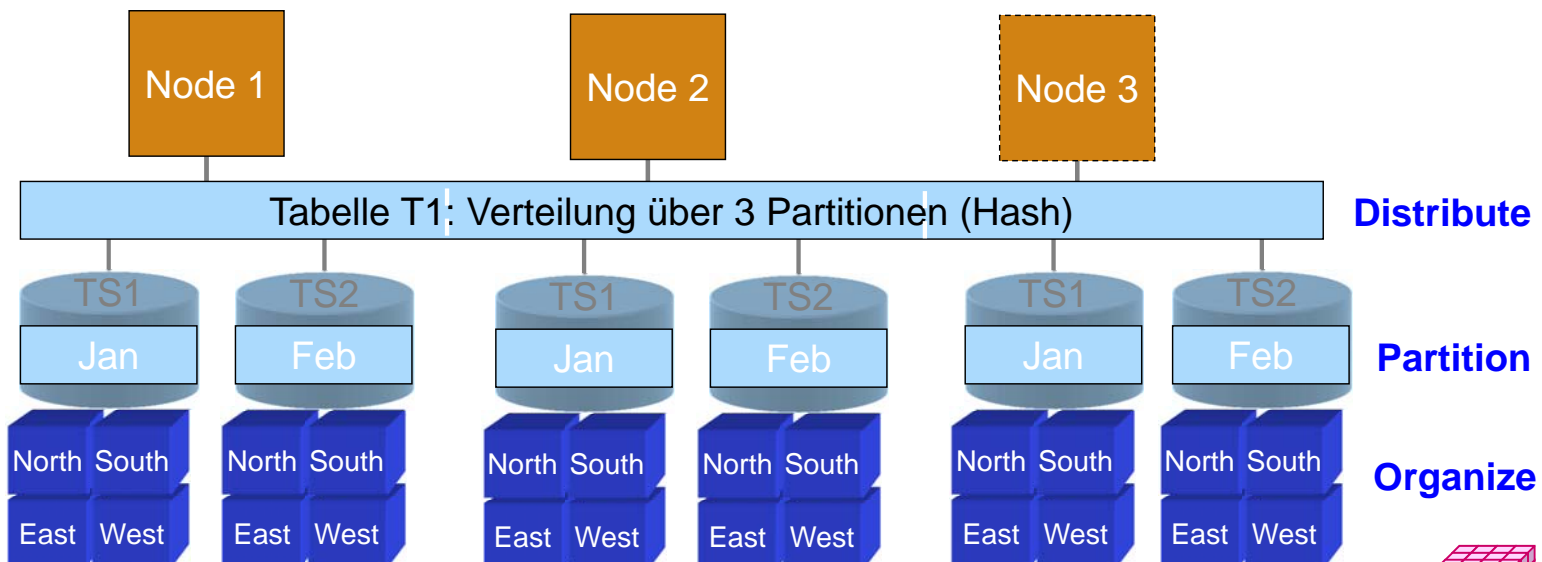 Node 1 Node 2 Node 3
Tabelle T1: Verteilung über 3 Partitionen (Hash) Distribute
TS1 TS2 TS1 TS2 TS1 TS2
Jan Feb Jan Feb Jan Feb Partition
North South North South North South North South North South North South
Organize
East West East West East West East West East West East West